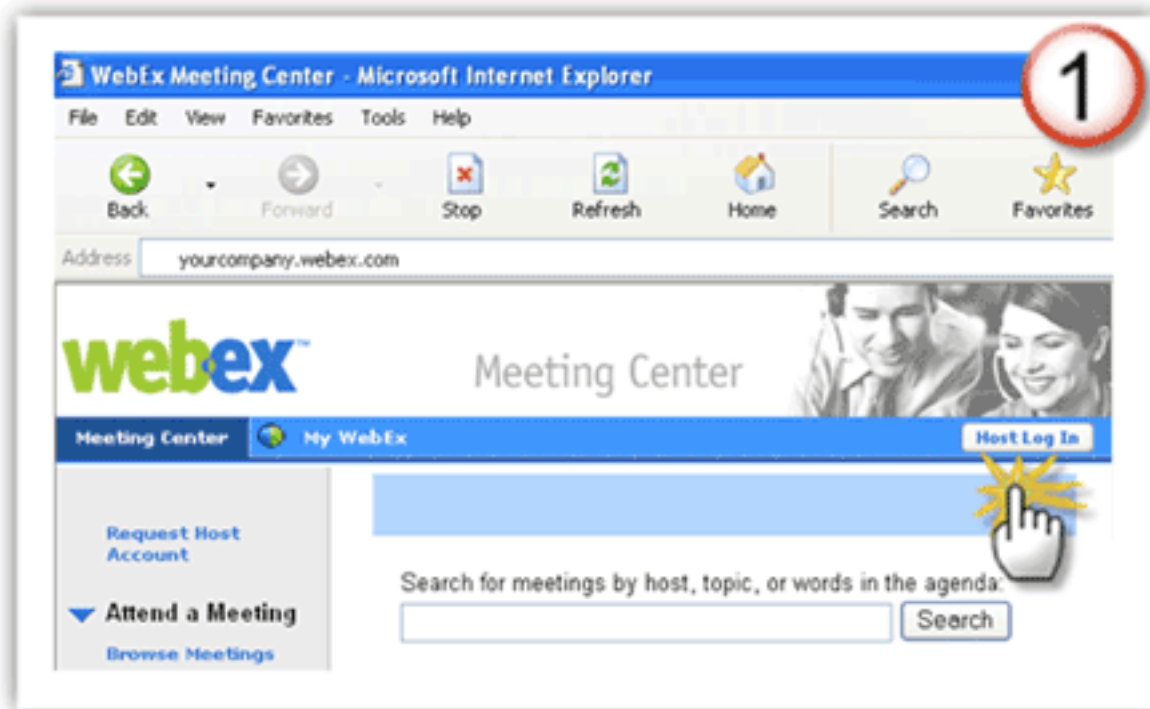 WebEx Meeting Center - Microsoft Internet Explorer
1
File Edit View Favorites Tools Help
Back Forward Stop Refresh Home Search Favorites
Address yourcompany.webex.com
webex™ Meeting Center
Meeting Center My WebEx Host Log In
Request Host
Account
Search for meetings by host, topic, or words in the agenda:
Attend a Meeting
Search
Browse Meetings